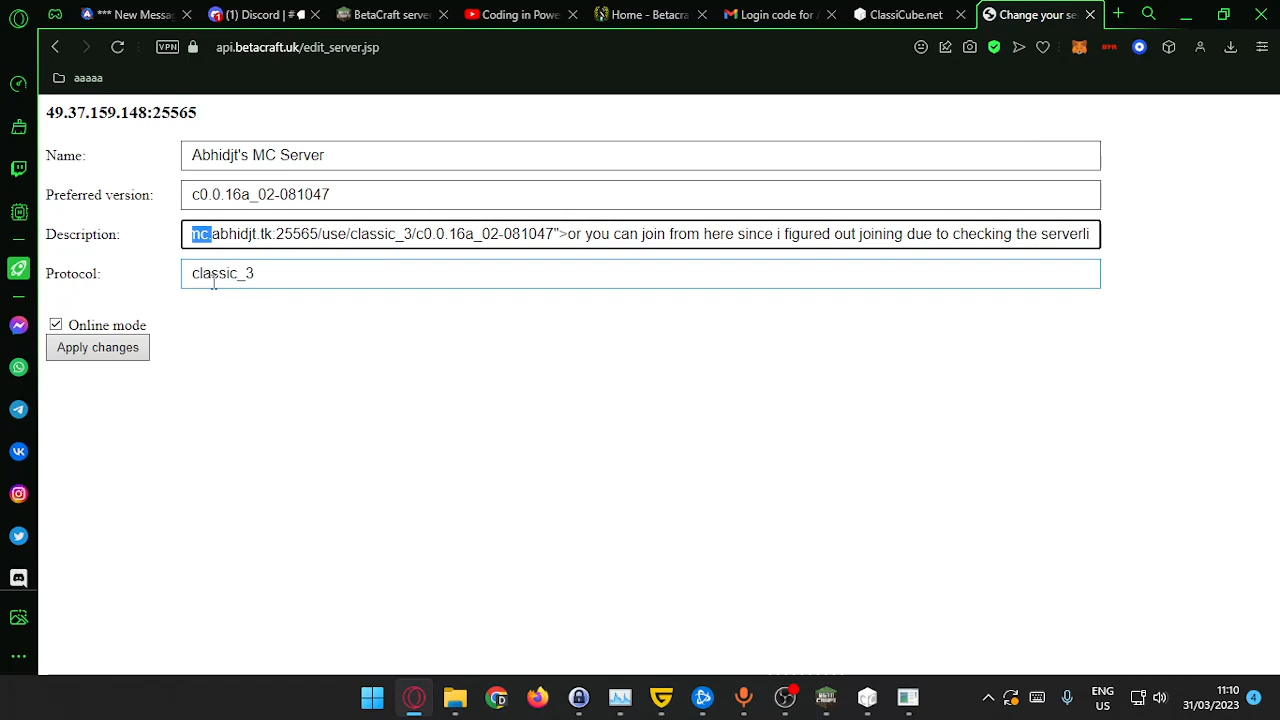 *** New Messag
(1) Discord | #
BetaCraft server
Coding in Powe
Home - Betacra
Login code for A
ClassiCube.net
Change your se
VPN
api.betacraft.uk/edit_server.jsp
aaaaa
49.37.159.148:25565
Name:
Abhidjt's MC Server
Preferred version:
c0.0.16a_02-081047
Description:
mc.abhidjt.tk:25565/use/classic_3/c0.0.16a_02-081047">or you can join from here since i figured out joining due to checking the serverli
Protocol:
classic_3
Online mode
Apply changes
ENG
US
11:10
31/03/2023
4